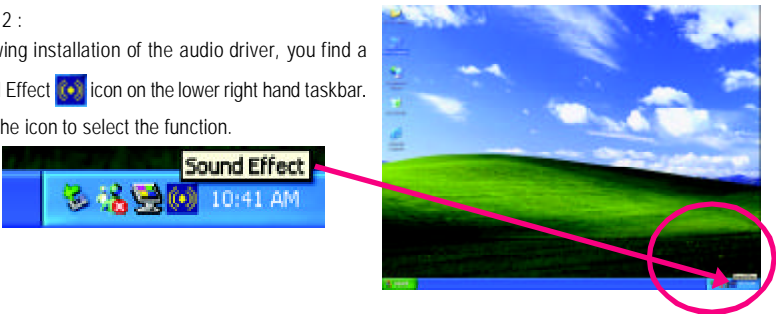 2 :
wing installation of the audio driver, you find a
Effect icon on the lower right hand taskbar.
he icon to select the function.
Sound Effect
10:41 AM